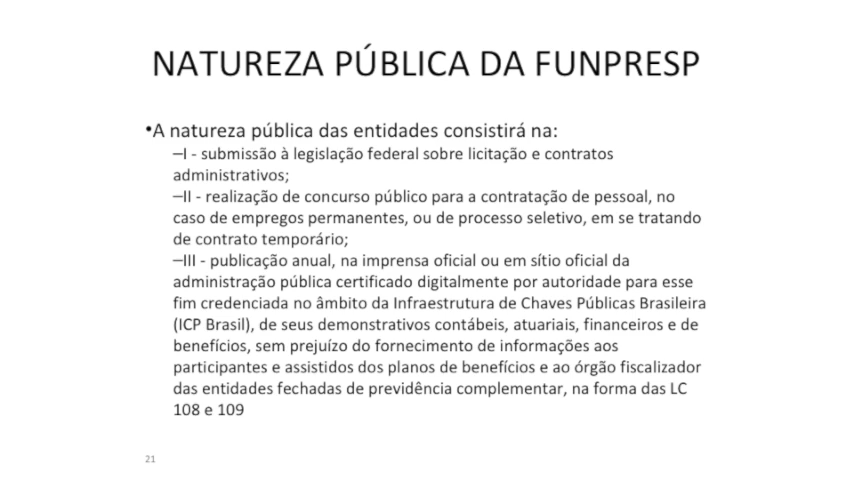 NATUREZA PÚBLICA DA FUNPRESP
•A natureza pública das entidades consistirá na:
–I - submissão à legislação federal sobre licitação e contratos
administrativos;
–II - realização de concurso público para a contratação de pessoal, no
caso de empregos permanentes, ou de processo seletivo, em se tratando
de contrato temporário;
–III - publicação anual, na imprensa oficial ou em sítio oficial da
administração pública certificado digitalmente por autoridade para esse
fim credenciada no âmbito da Infraestrutura de Chaves Públicas Brasileira
(ICP Brasil), de seus demonstrativos contábeis, atuariais, financeiros e de
benefícios, sem prejuízo do fornecimento de informações aos
participantes e assistidos dos planos de benefícios e ao órgão fiscalizador
das entidades fechadas de previdência complementar, na forma das LC
108 e 109
21